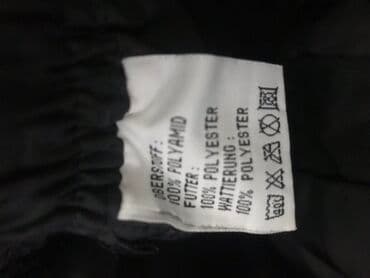 OBERSTOFF:
100% POLYAMID
FUTTER:
100% POLYESTER
WATTIERUNG:
100% POLYESTER